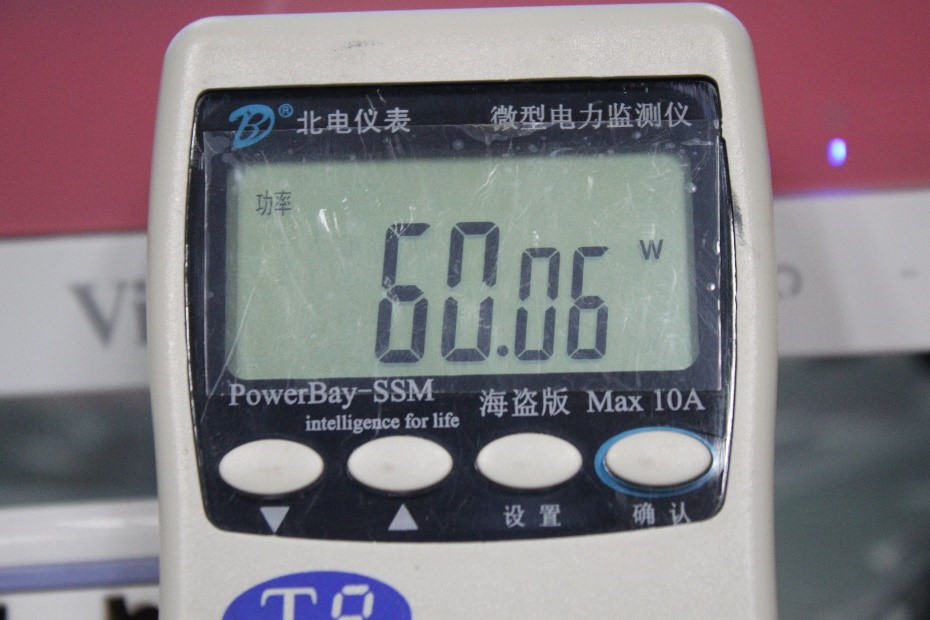 ® 北电仪表 微型电力监测仪
功率
60.06 W
PowerBay-SSM 海盗版 Max 10A
intelligence for life
设置 确认